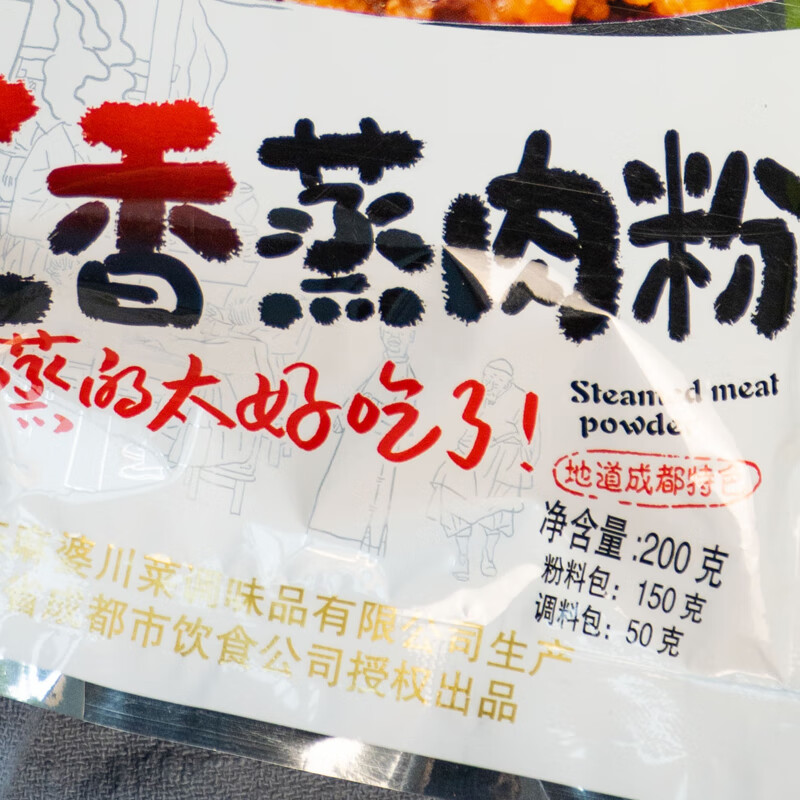 香蒸肉粉
蒸的太好吃了!
Steamed meat
powder
地道成都特色
净含量:200克
粉料包: 150克
调料包: 50克
婆川菜调味品有限公司生产
成都市饮食公司授权出品